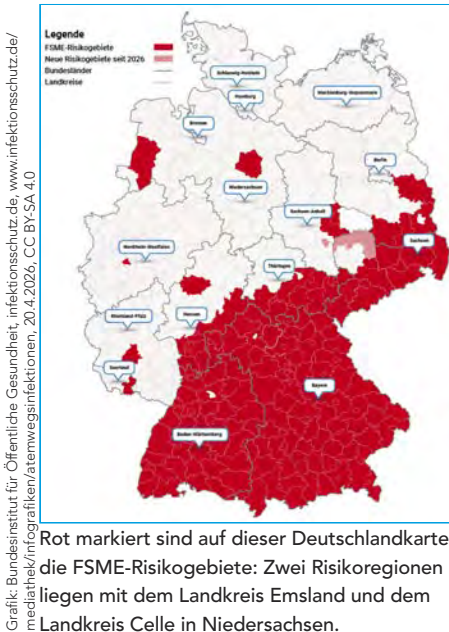 Legende
FSME-Risikogebiete
Neue Risikogebiete seit 2026
Bundesländer
Landkreise
Schleswig-Holstein
Mecklenburg-Vorpommern
Hamburg
Bremen
Berlin
Niedersachsen
Sachsen-Anhalt
Nordrhein-Westfalen
Sachsen
Thüringen
Hessen
Rheinland-Pfalz
Saarland
Bayern
Baden-Württemberg
Grafik: Bundesinstitut für Öffentliche Gesundheit, infektionsschutz.de, www.infektionsschutz.de/
mediathek/infografiken/atemwegsinfektionen, 20.4.2026, CC BY-SA 4.0
Rot markiert sind auf dieser Deutschlandkarte
die FSME-Risikogebiete: Zwei Risikoregionen
liegen mit dem Landkreis Emsland und dem
Landkreis Celle in Niedersachsen.